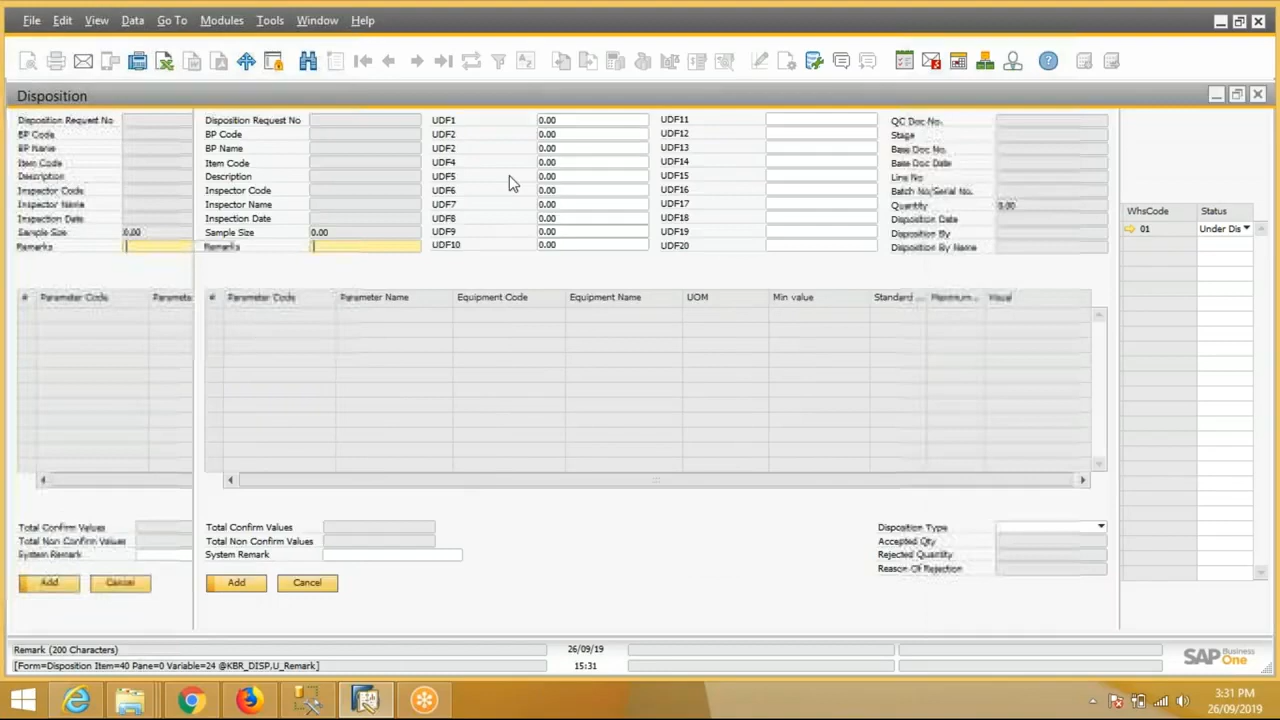 File Edit View Data Go To Modules Tools Window Help
Disposition
Disposition Request No Disposition Request No UDF1 0.00 UDF11 QC Doc No.
BP Code BP Code UDF2 0.00 UDF12 Stage
BP Name BP Name UDF2 0.00 UDF13 Base Doc No.
Item Code Item Code UDF4 0.00 UDF14 Base Doc Date
Description Description UDF5 0.00 UDF15 Line No
Inspector Code Inspector Code UDF6 0.00 UDF16 Batch No/Serial No.
Inspector Name Inspector Name UDF7 0.00 UDF17 Quantity 0.00
Inspection Date Inspection Date UDF8 0.00 UDF18 Disposition Date
Sample Size 0.00 Sample Size 0.00 UDF9 0.00 UDF19 Disposition By
Remarks Remarks UDF10 0.00 UDF20 Disposition By Name
WhsCode Status
01 Under Dis
# Parameter Code Paramete # Parameter Code Parameter Name Equipment Code Equipment Name UOM Min value Standard ... Maximum... Visual
Total Confirm Values Total Confirm Values Disposition Type
Total Non Confirm Values Total Non Confirm Values Accepted Qty
System Remark System Remark Rejected Quantity
Reason Of Rejection
Add Cancel Add Cancel
Remark (200 Characters) 26/09/19
[Form=Disposition Item=40 Pane=0 Variable=24 @KBR_DISP,U_Remark] 15:31
SAP Business One
3:31 PM
26/09/2019